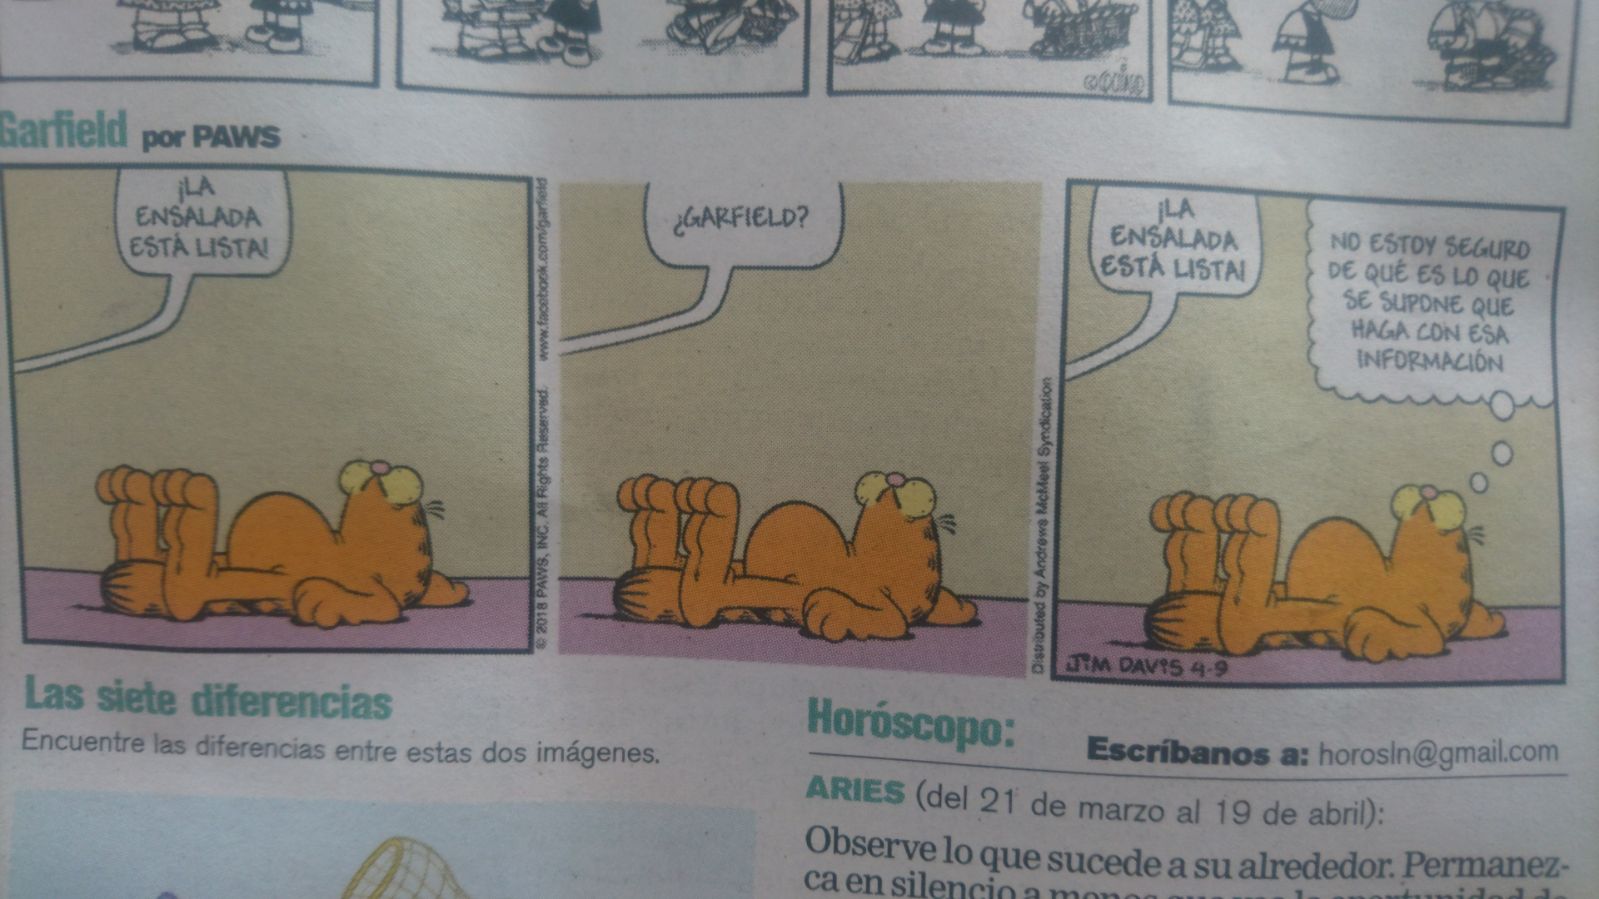 Garfield por PAWS
¡LA
ENSALADA
ESTÁ LISTA!
© 2018 PAWS, INC. All Rights Reserved. www.facebook.com/garfield
¿GARFIELD?
Distributed by Andrews McMeel Syndication
¡LA
ENSALADA
ESTÁ LISTA!
NO ESTOY SEGURO
DE QUÉ ES LO QUE
SE SUPONE QUE
HAGA CON ESA
INFORMACIÓN
JIM DAVIS 4-9
Las siete diferencias
Encuentre las diferencias entre estas dos imágenes.
Horóscopo:
Escríbanos a: horosln@gmail.com
ARIES (del 21 de marzo al 19 de abril):
Observe lo que sucede a su alrededor. Permanez-
ca en silencio a menos que